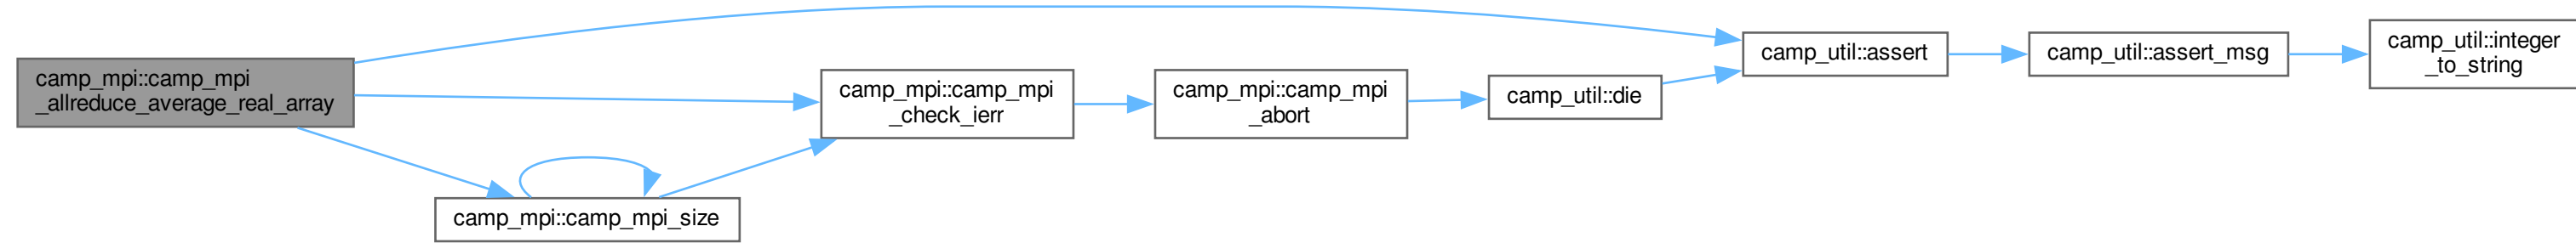 camp_mpi::camp_mpi
_allreduce_average_real_array
camp_mpi::camp_mpi_size
camp_mpi::camp_mpi
_check_ierr
camp_mpi::camp_mpi
_abort
camp_util::die
camp_util::assert
camp_util::assert_msg
camp_util::integer
_to_string